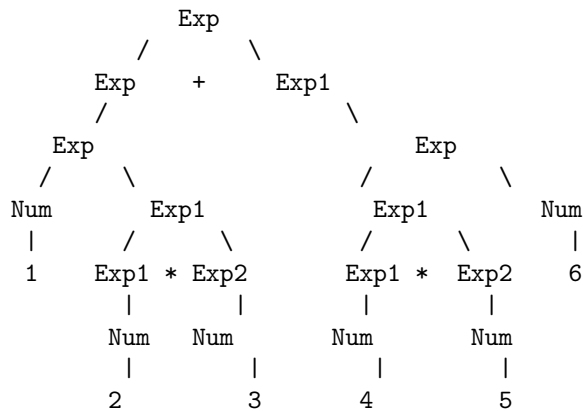 Exp
/ \
Exp + Exp1
/ \
Exp Exp
/ \ / \
Num Exp1 Exp1 Num
| / \ / \ |
1 Exp1 * Exp2 Exp1 * Exp2 6
| | | |
Num Num Num Num
| | | |
2 3 4 5